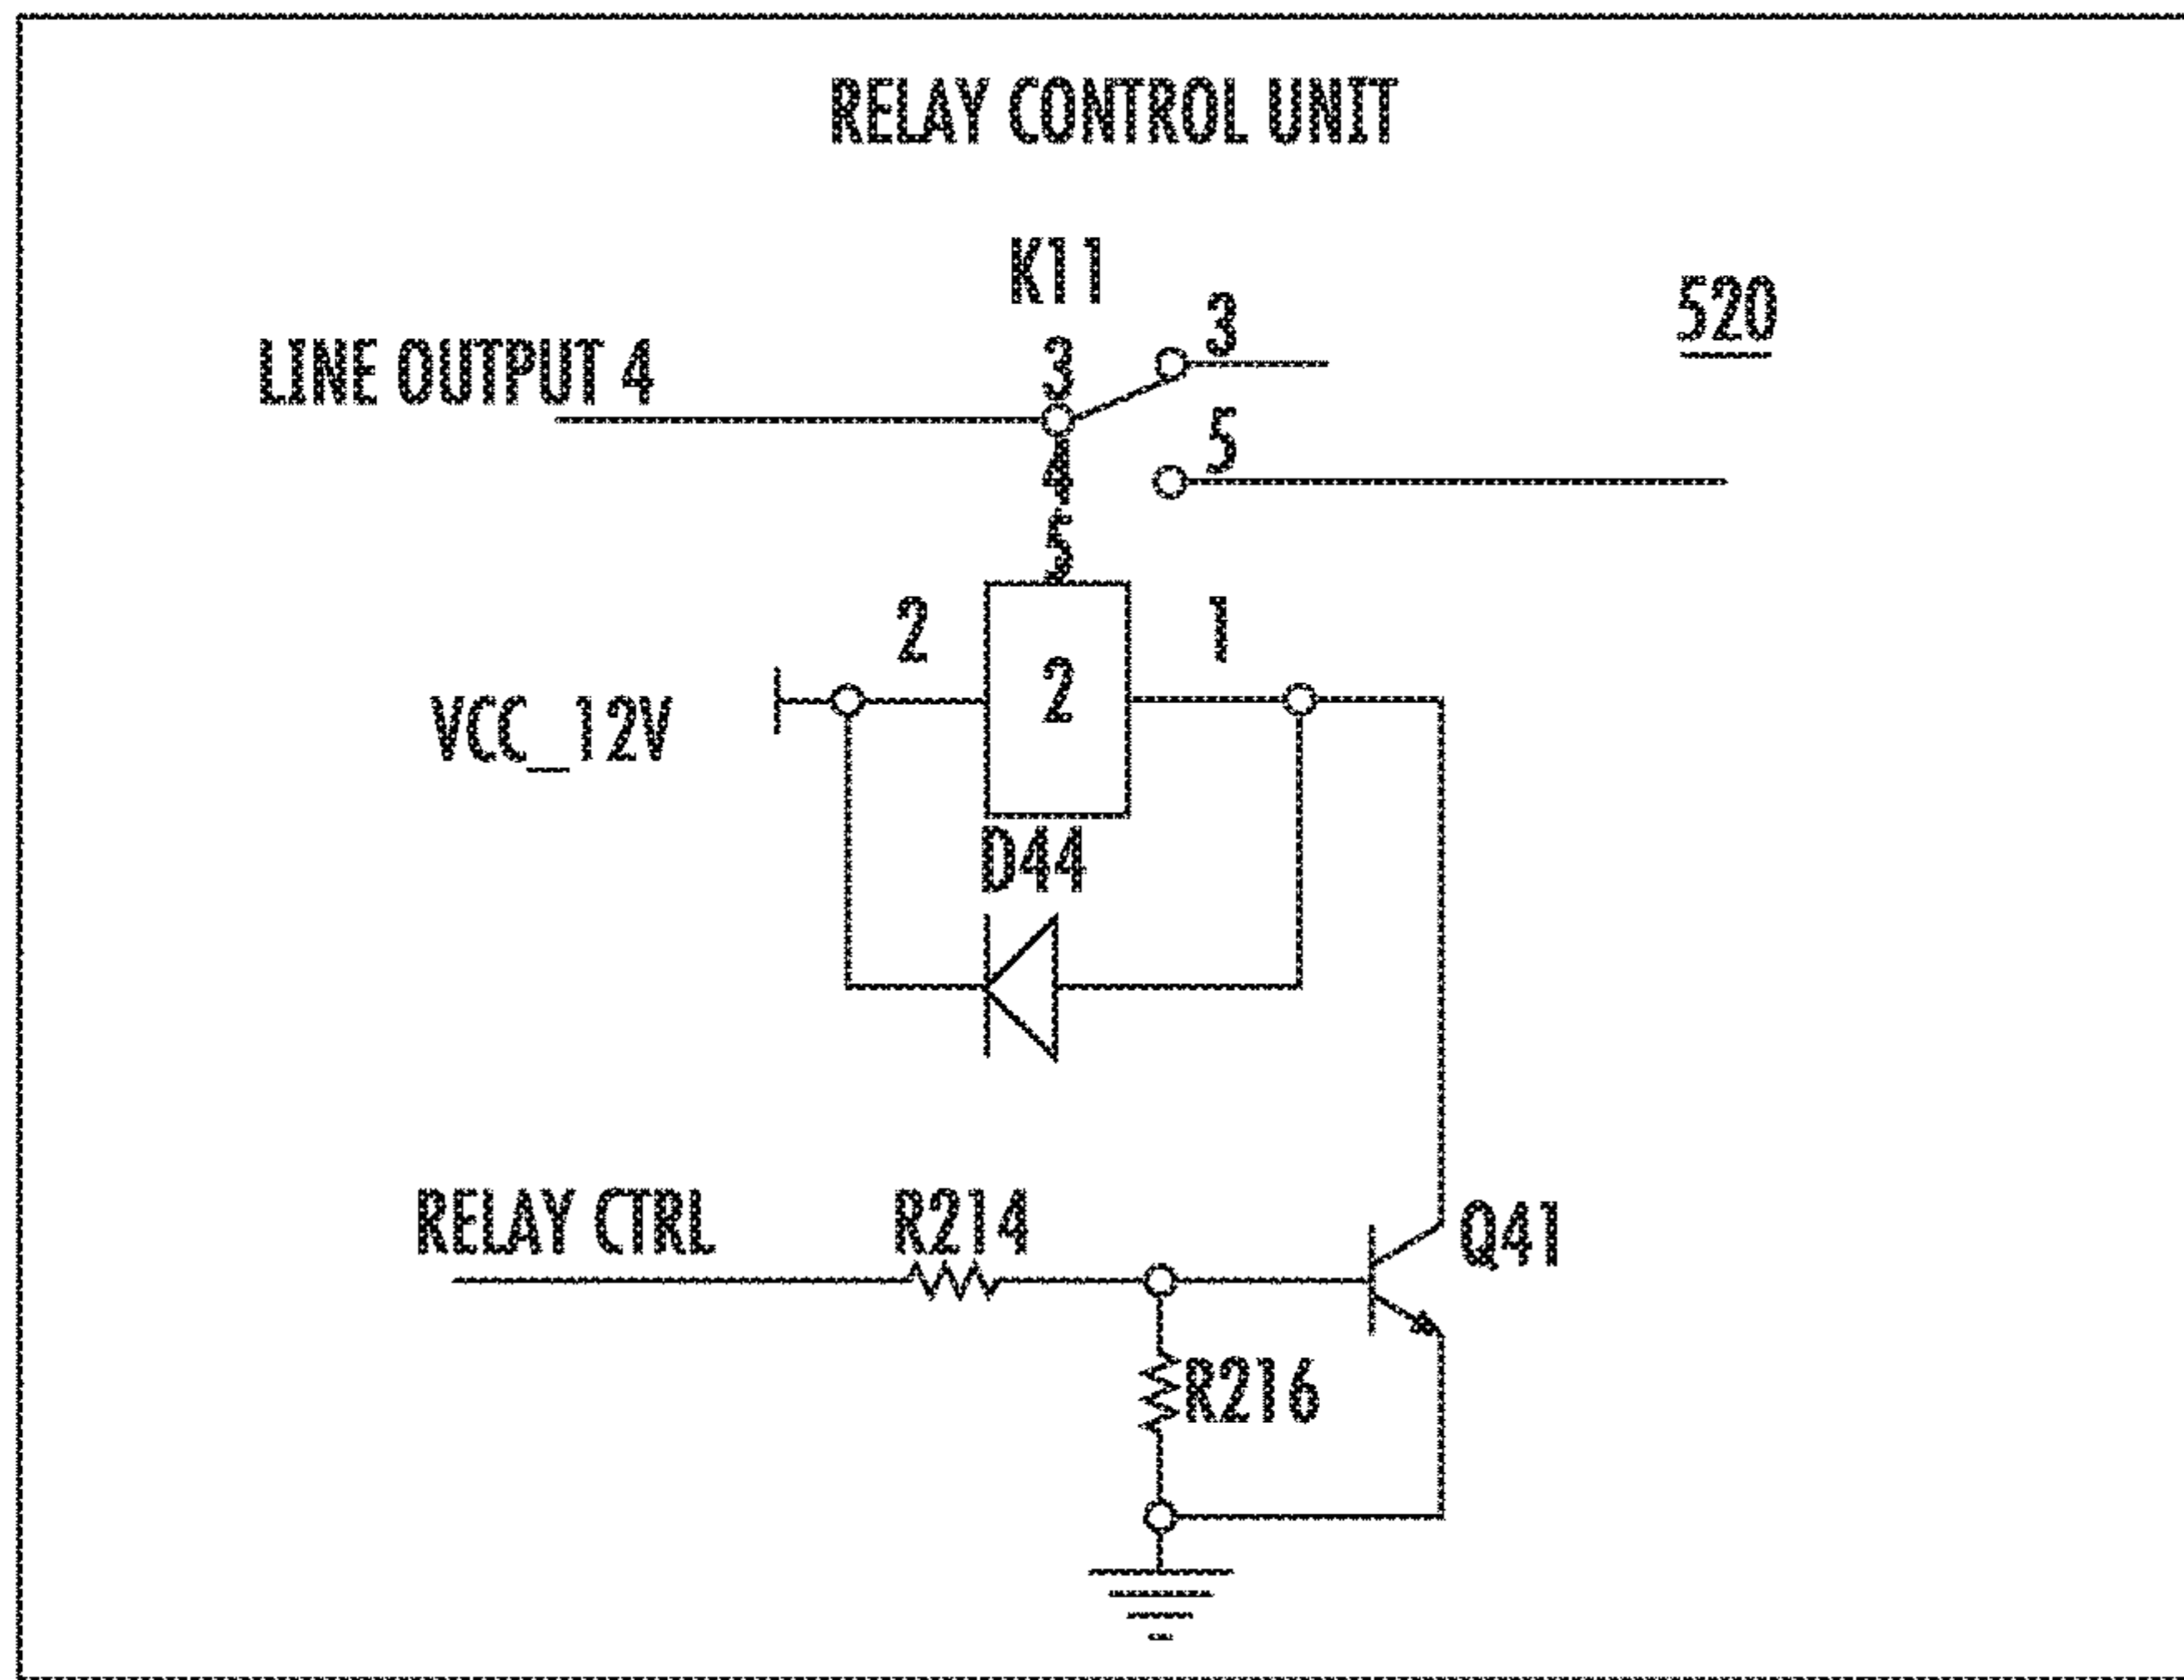 RELAY CONTROL UNIT
K11
520
3
3
LINE OUTPUT 4
5
4
5
2
1
2
VCC_12V
D44
RELAY CTRL
R214
Q41
R216